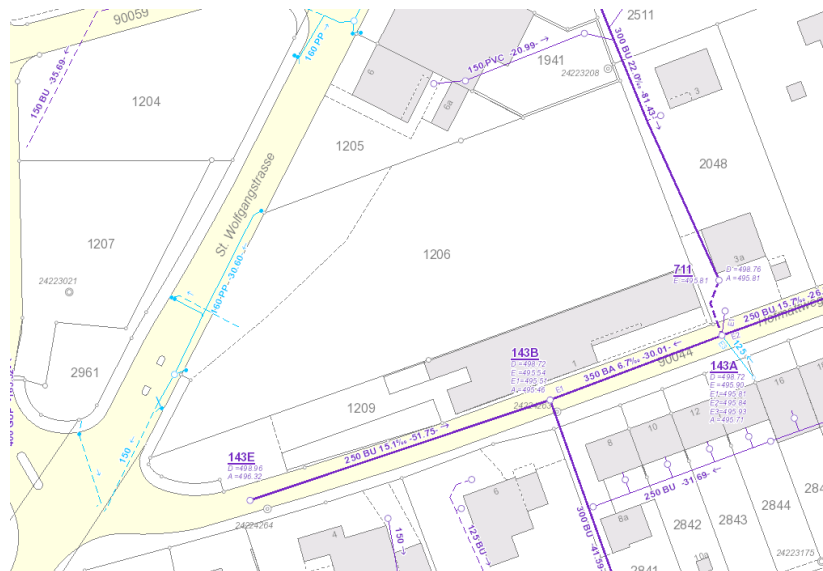 90059
2511
160 PP →
150 PVC -20.99- →
1941
24223208
300 BU 22.0‰ -81.43- →
150 BU -35.69- ←
1204
6
6a
3
1205
2048
St. Wolfgangstrasse
1207
1206
3a
24223021
160 PP -30.60- ←
711
E =495.81
D =498.76
A =495.81
250 BU 15.7‰ -26.
2961
143B
D =498.72
E =495.54
E1=495.51
A =495.46
1
350 BA 6.7‰ -30.01- ←
E1
90044
125
143A
D =498.72
E =495.90
E1=495.81
E2=495.84
E3=495.93
A =495.71
1209
16
12
10
8
150
143E
D =498.96
A =496.32
250 BU 15.1‰ -51.75- →
24224264
4
150
125 BU
6
300 BU -41.59-
250 BU -31.69- ←
8a
10a
2841
2842
2843
2844
24223175